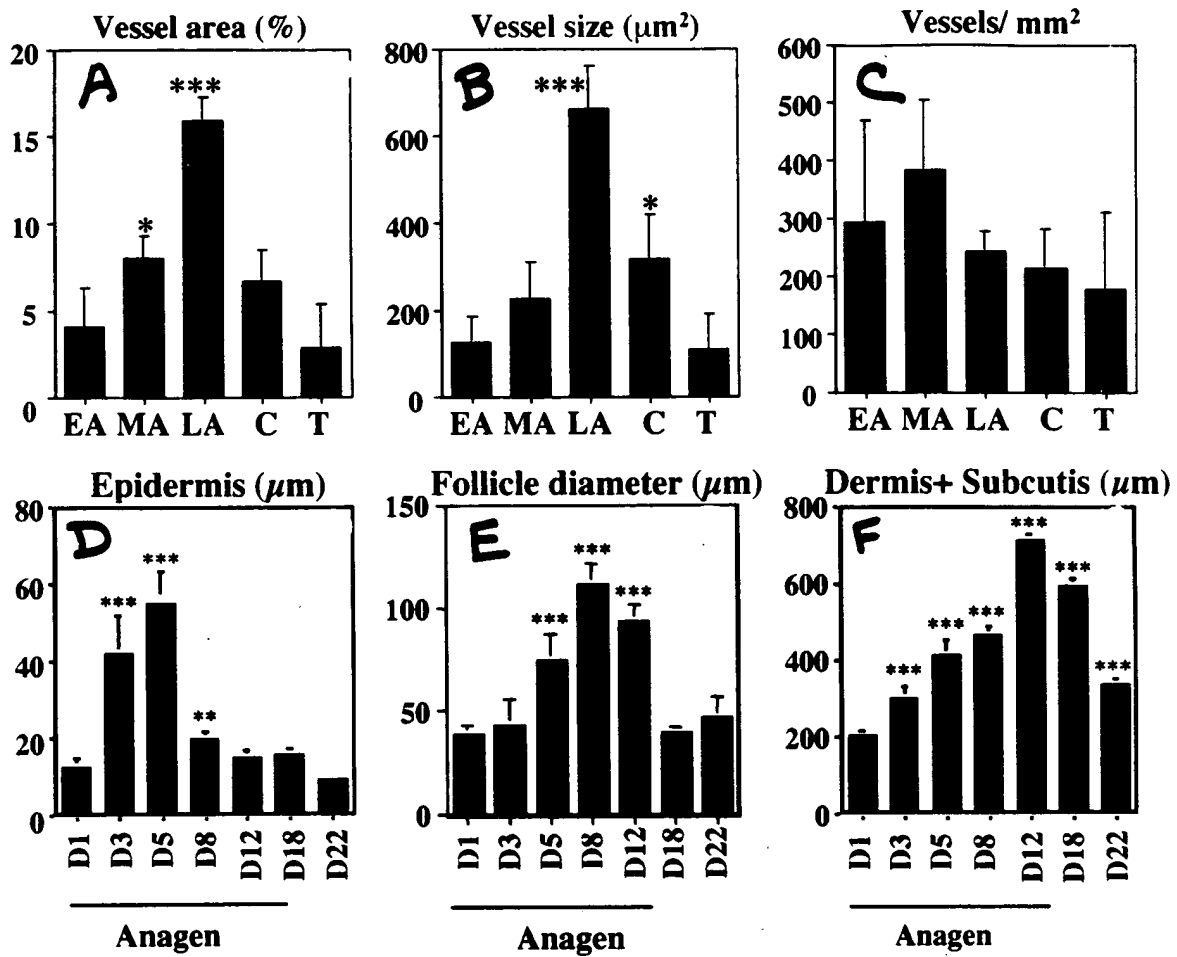 Vessel area (%)
20
15
10
5
0
A
***
*
EA MA LA C T
Vessel size (μm²)
800
600
400
200
0
B
***
*
EA MA LA C T
Vessels/ mm²
600
500
400
300
200
100
0
C
EA MA LA C T
Epidermis (μm)
80
60
40
20
0
D
***
***
**
D1 D3 D5 D8 D12 D18 D22
Anagen
Follicle diameter (μm)
150
100
50
0
E
***
***
***
D1 D3 D5 D8 D12 D18 D22
Anagen
Dermis+ Subcutis (μm)
800
600
400
200
0
F
***
***
***
***
***
***
D1 D3 D5 D8 D12 D18 D22
Anagen